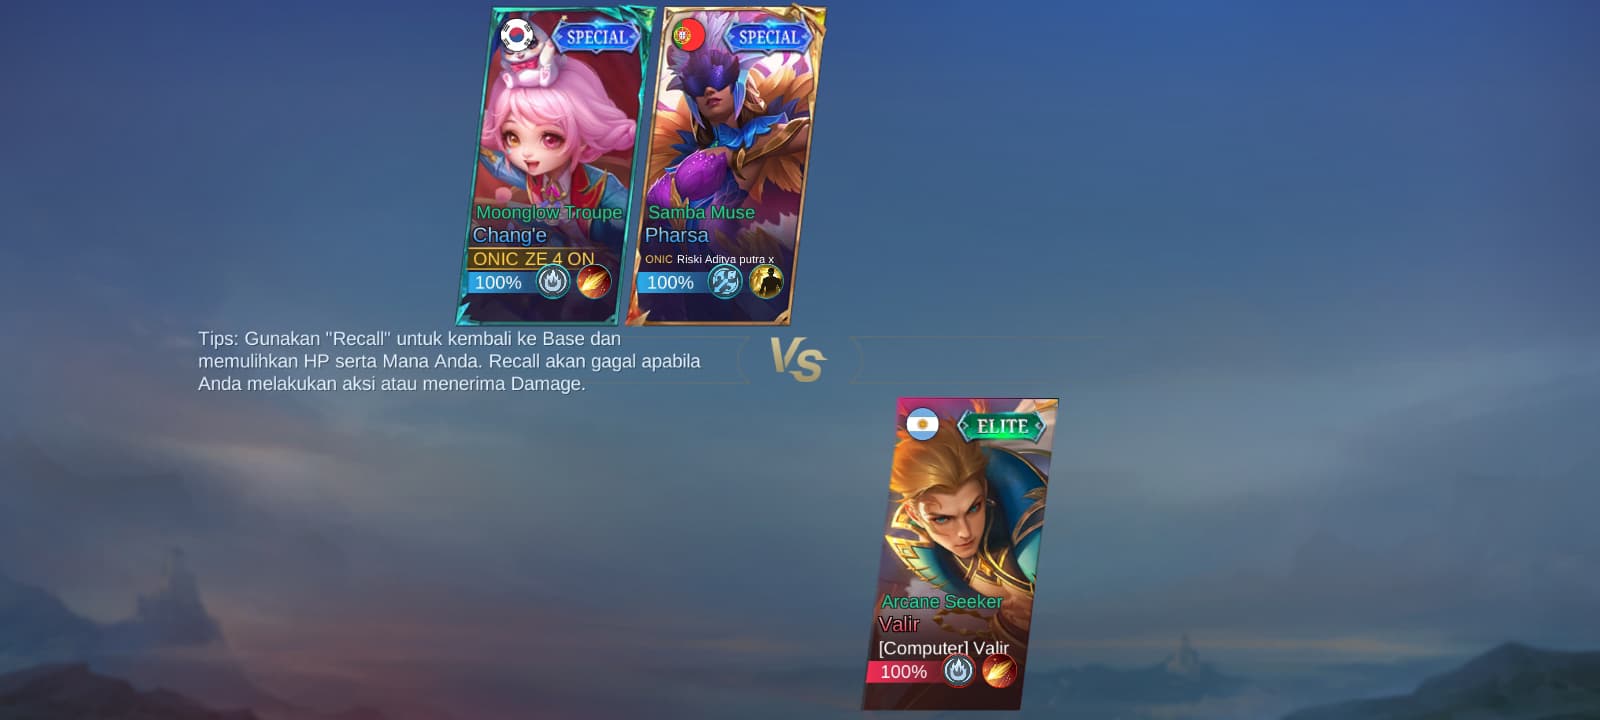 SPECIAL
Moonglow Troupe
Chang'e
ONIC ZE 4 ON
100%
SPECIAL
Samba Muse
Pharsa
ONIC Riski Aditya putra x
100%
Tips: Gunakan "Recall" untuk kembali ke Base dan
memulihkan HP serta Mana Anda. Recall akan gagal apabila
Anda melakukan aksi atau menerima Damage.
VS
ELITE
Arcane Seeker
Valir
[Computer] Valir
100%